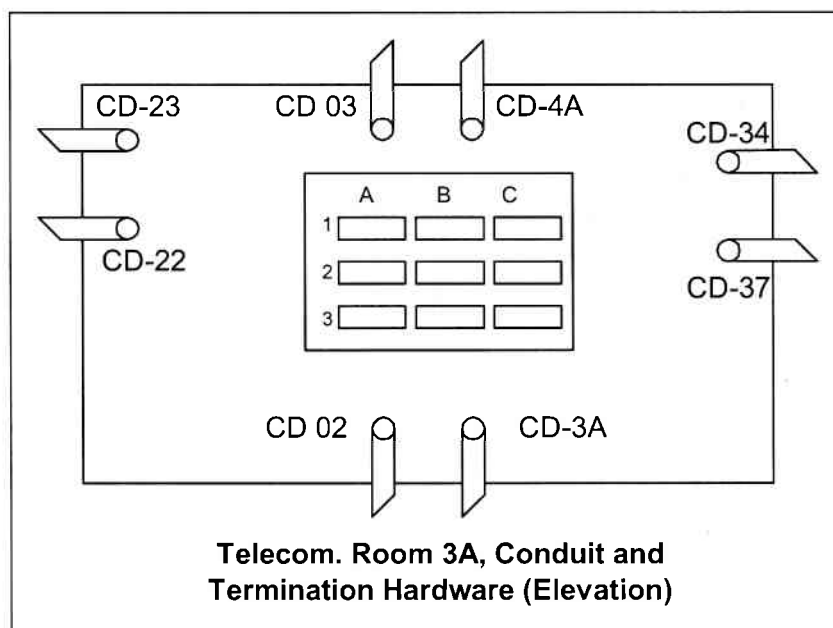 CD-23
CD 03
CD-4A
CD-34
A B C
1
CD-22
2
CD-37
3
CD 02
CD-3A
Telecom. Room 3A, Conduit and
Termination Hardware (Elevation)